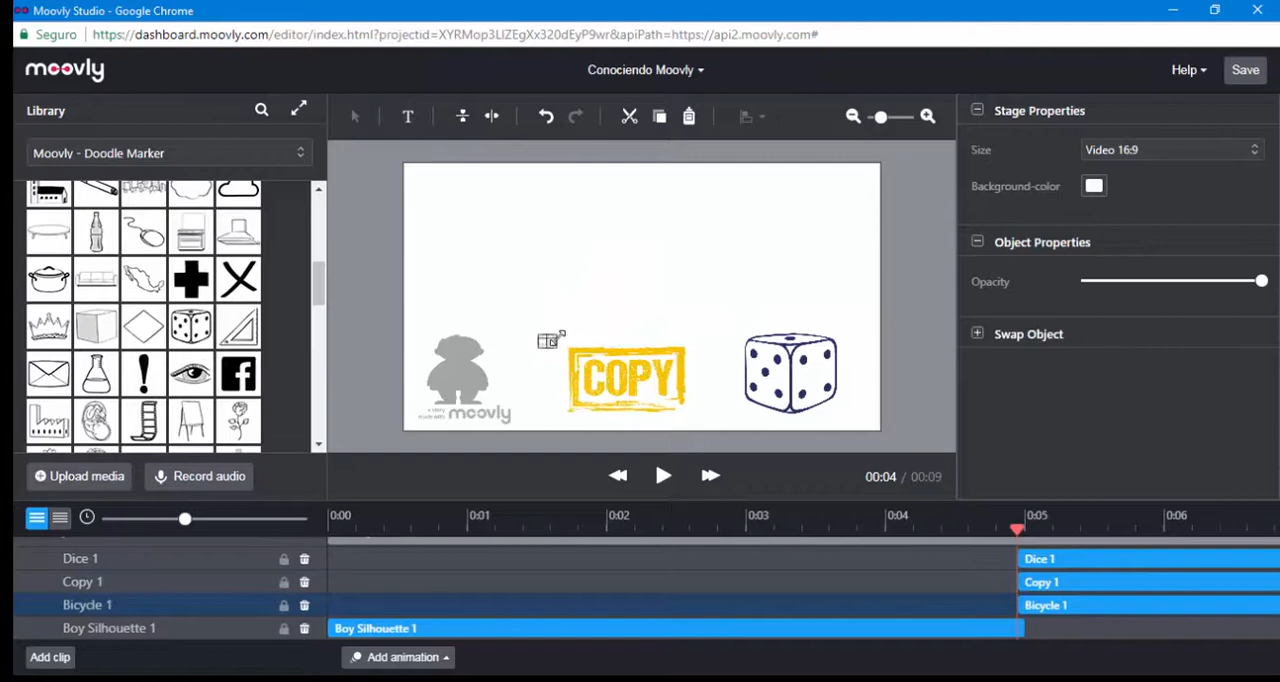 Moovly Studio - Google Chrome
Seguro https://dashboard.moovly.com/editor/index.html?projectid=XYRMop3LlZEgXx320dEyP9wr&apiPath=https://api2.moovly.com#
moovly
Conociendo Moovly
Help
Save
Library
T
Stage Properties
Moovly - Doodle Marker
Size
Video 16:9
Background-color
Object Properties
Opacity
Swap Object
COPY
made with moovly
Upload media
Record audio
00:04 / 00:09
0:00
0:01
0:02
0:03
0:04
0:05
0:06
Dice 1
Dice 1
Copy 1
Copy 1
Bicycle 1
Bicycle 1
Boy Silhouette 1
Boy Silhouette 1
Add clip
Add animation